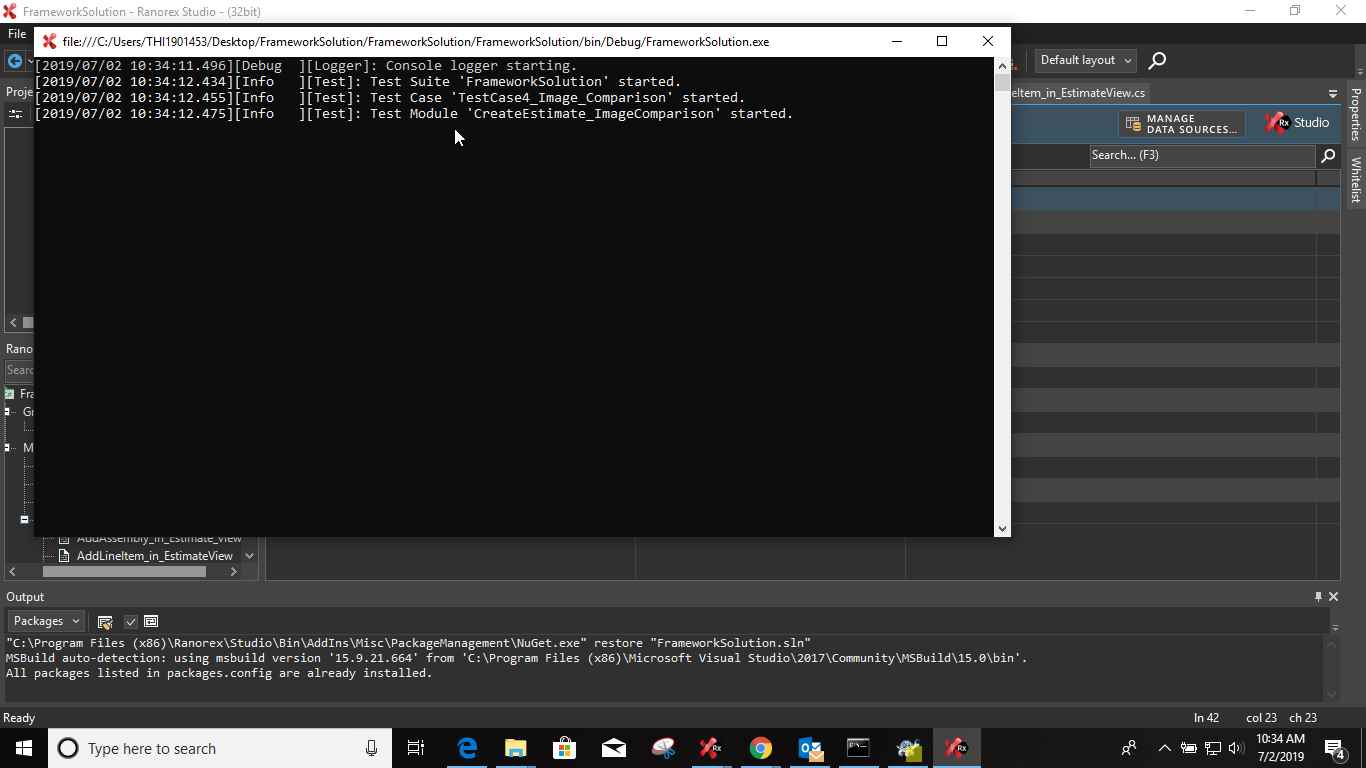 FrameworkSolution - Ranorex Studio - (32bit)
File
file:///C:/Users/THI1901453/Desktop/FrameworkSolution/FrameworkSolution/FrameworkSolution/bin/Debug/FrameworkSolution.exe
[2019/07/02 10:34:11.496][Debug  ][Logger]: Console logger starting.
[2019/07/02 10:34:12.434][Info   ][Test]: Test Suite 'FrameworkSolution' started.
[2019/07/02 10:34:12.455][Info   ][Test]: Test Case 'TestCase4_Image_Comparison' started.
[2019/07/02 10:34:12.475][Info   ][Test]: Test Module 'CreateEstimate_ImageComparison' started.
Default layout
Proje
eItem_in_EstimateView.cs
MANAGE
DATA SOURCES...
Rx Studio
Search... (F3)
Properties
Whitelist
Rano
Searc
Fra
Gr
M
AddAssembly_in_Estimate_View
AddLineItem_in_EstimateView
Output
Packages
"C:\Program Files (x86)\Ranorex\Studio\Bin\AddIns\Misc\PackageManagement\NuGet.exe" restore "FrameworkSolution.sln"
MSBuild auto-detection: using msbuild version '15.9.21.664' from 'C:\Program Files (x86)\Microsoft Visual Studio\2017\Community\MSBuild\15.0\bin'.
All packages listed in packages.config are already installed.
Ready
ln 42 col 23 ch 23
Type here to search
Rx
Rx
10:34 AM
7/2/2019
4